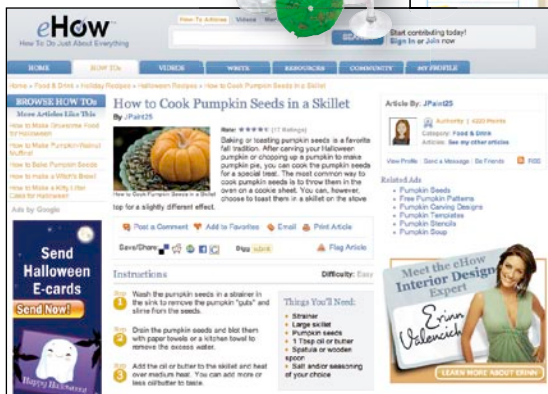 eHow
How To Do Just About Everything
How To Articles Videos
Start contributing today!
Sign In or Join now
HOME
HOW TOs
VIDEOS
WRITE
RESOURCES
COMMUNITY
MY PROFILE
Home » Food & Drink » Holiday Recipes » Halloween Recipes » How to Cook Pumpkin Seeds in a Skillet
BROWSE HOW TOs
More Articles Like This
How to Make Gruesome Food
for Halloween
How to Make Pumpkin-Walnut
Muffins!
How to Bake Pumpkin Seeds
How to make a Witch's Brew!
How to Make a Kitty Litter
Cake for Halloween!
Ads by Google
Send
Halloween
E-cards
Send Now!
Happy Halloween
How to Cook Pumpkin Seeds in a Skillet
By JPaint25
How to Cook Pumpkin Seeds in a Skillet
Rate: (17 Ratings)
Baking or toasting pumpkin seeds is a favorite
fall tradition. After carving your Halloween
pumpkin or chopping up a pumpkin to make
pumpkin pie, you can cook the pumpkin seeds
for a special treat. The most common way to
cook pumpkin seeds is to throw them in the
oven on a cookie sheet. You can, however,
choose to toast them in a skillet on the stove
top for a slightly different effect.
Post a Comment Add to Favorites Email Print Article
Save/Share: Digg Flag Article
Instructions
Difficulty: Easy
Step 1 Wash the pumpkin seeds in a strainer in
the sink to remove the pumpkin "guts" and
slime from the seeds.
Step 2 Drain the pumpkin seeds and blot them
with paper towels or a kitchen towel to
remove the excess water.
Step 3 Add the oil or butter to the skillet and heat
over medium heat. You can add more or
less oil/butter to taste.
Things You'll Need:
Strainer
Large skillet
Pumpkin seeds
1 Tbsp oil or butter
Spatula or wooden
spoon
Salt and/or seasoning
of your choice
Article By: JPaint25
Authority | 4223 Points
Category: Food & Drink
Articles: See my other articles
View Profile Send a Message Be Friends RSS
Related Ads
Pumpkin Seeds
Free Pumpkin Patterns
Pumpkin Carving Designs
Pumpkin Templates
Pumpkin Stencils
Pumpkin Soup
Meet the eHow
Interior Design
Expert
Erinn
Valencich
LEARN MORE ABOUT ERINN